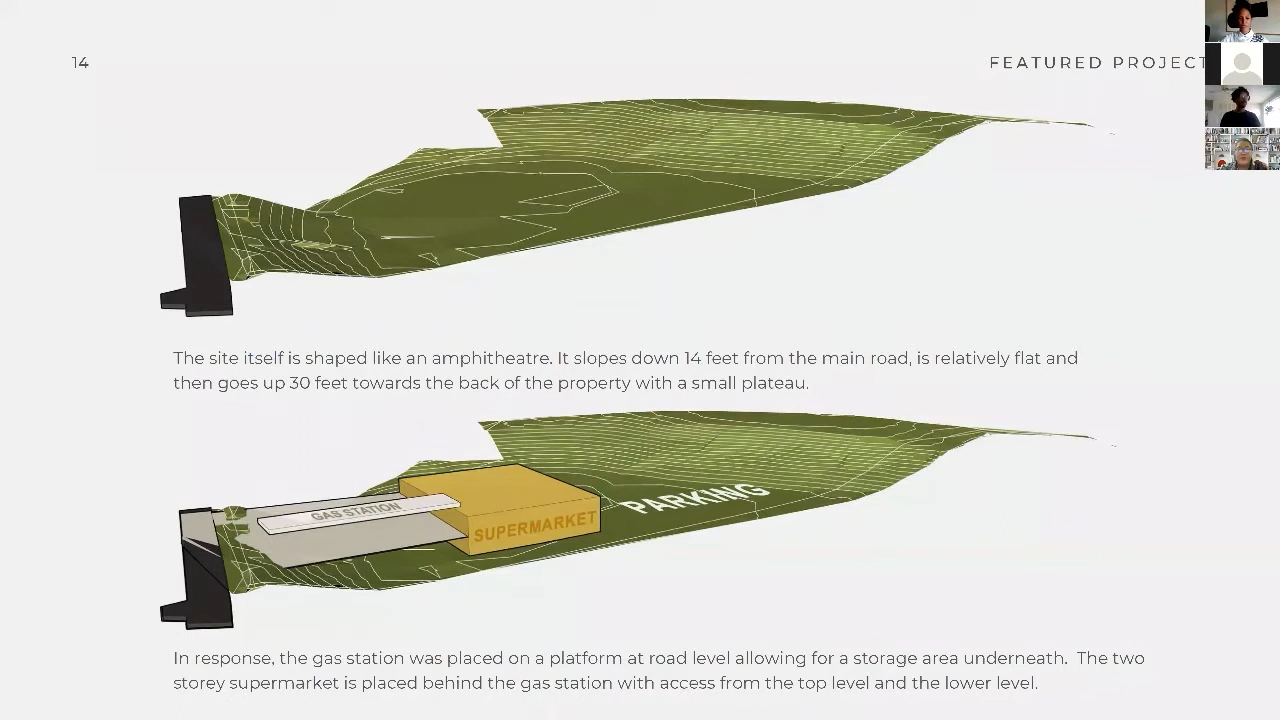 14
FEATURED PROJECT
The site itself is shaped like an amphitheatre. It slopes down 14 feet from the main road, is relatively flat and
then goes up 30 feet towards the back of the property with a small plateau.
GAS STATION
SUPERMARKET
PARKING
In response, the gas station was placed on a platform at road level allowing for a storage area underneath.  The two
storey supermarket is placed behind the gas station with access from the top level and the lower level.